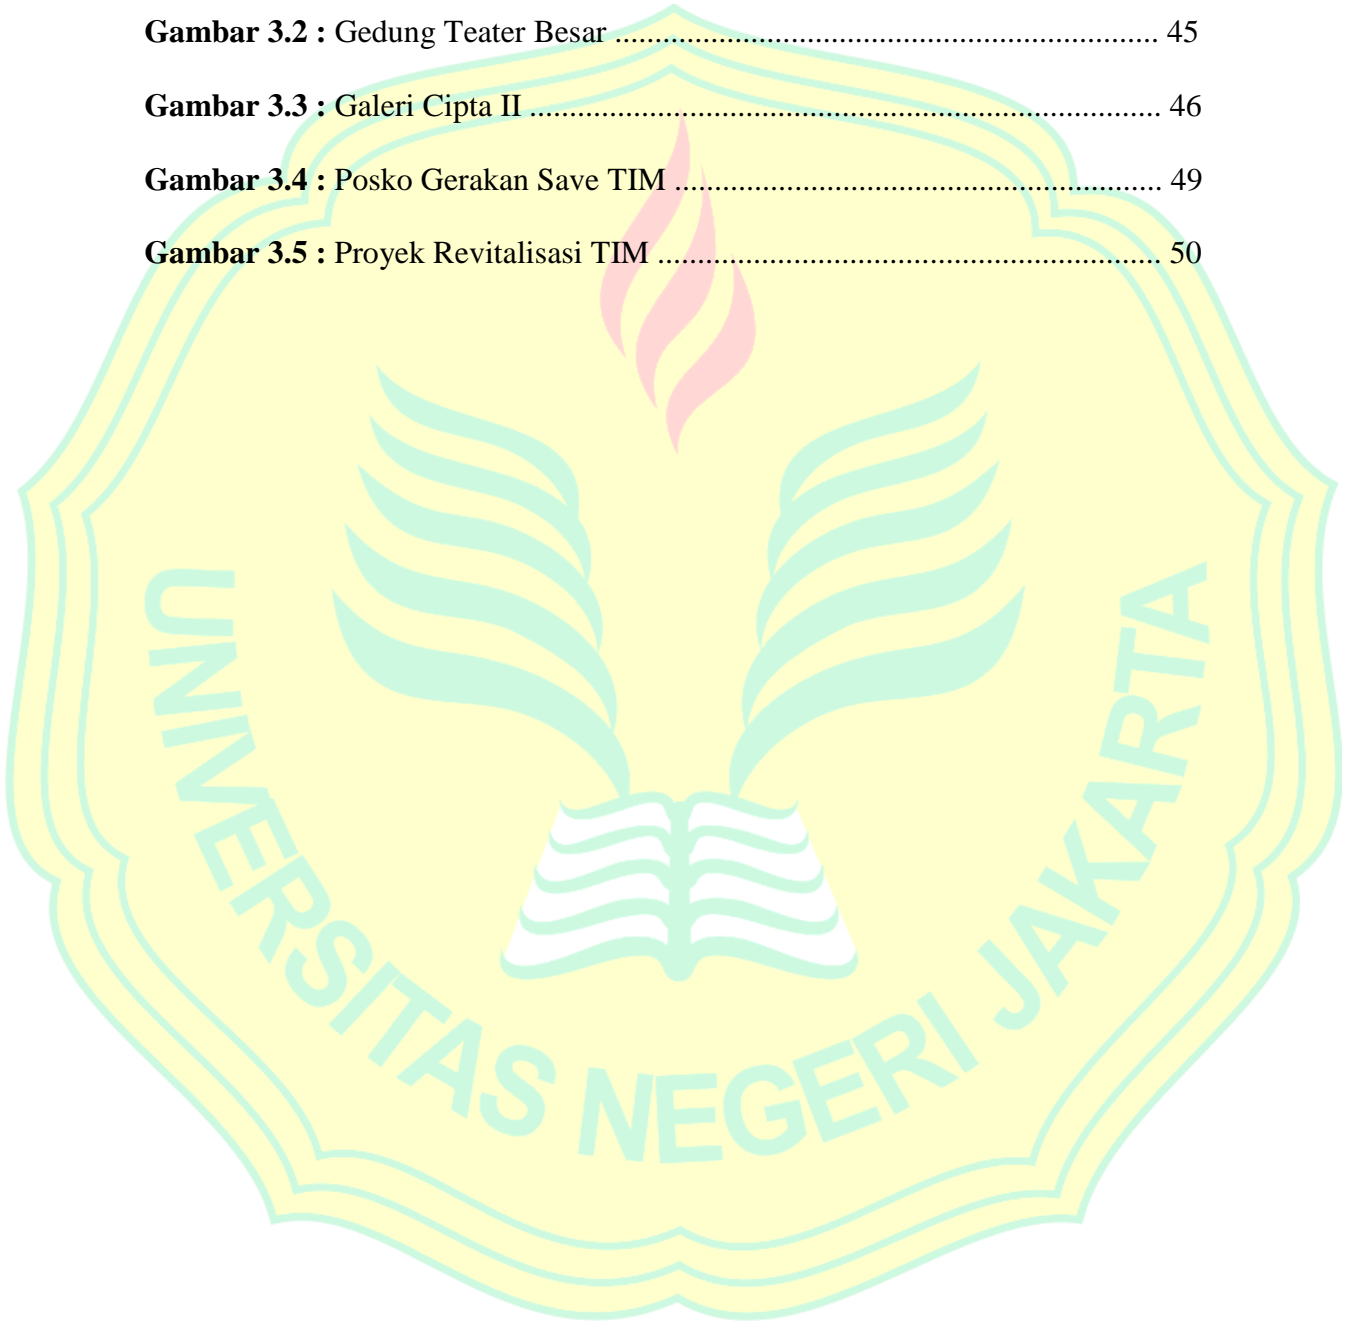 Gambar 3.2 : Gedung Teater Besar .................................................................... 45
Gambar 3.3 : Galeri Cipta II ............................................................................... 46
Gambar 3.4 : Posko Gerakan Save TIM ............................................................. 49
Gambar 3.5 : Proyek Revitalisasi TIM ............................................................... 50
UNIVERSITAS NEGERI JAKARTA